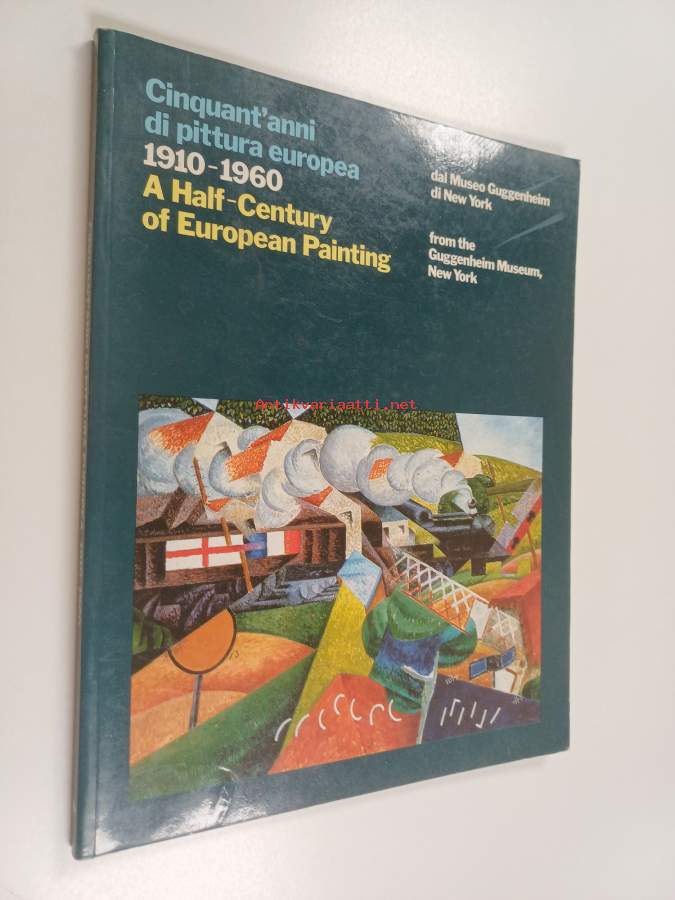 Cinquant'anni
di pittura europea
1910-1960
A Half-Century
of European Painting
dal Museo Guggenheim
di New York
from the
Guggenheim Museum,
New York
Antikvariaatti.net